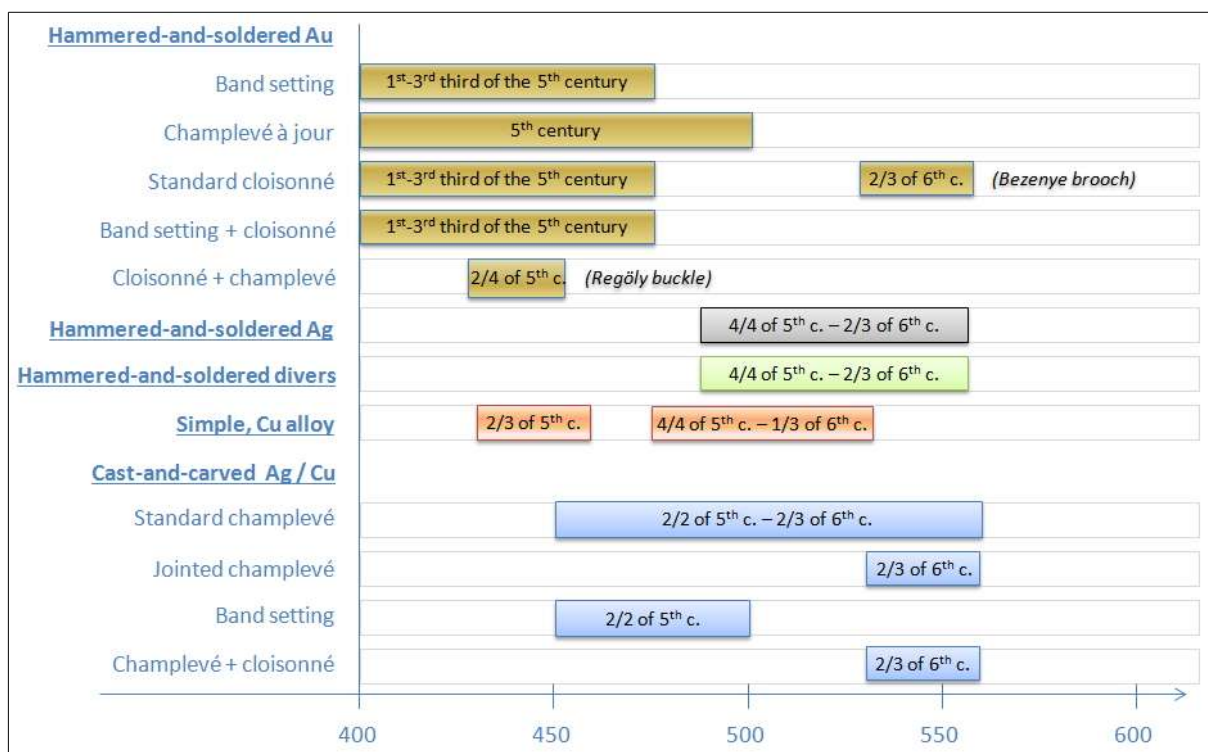 Hammered-and-soldered Au
Band setting 1st-3rd third of the 5th century
Champlevé à jour 5th century
Standard cloisonné 1st-3rd third of the 5th century 2/3 of 6th c. (Bezenye brooch)
Band setting + cloisonné 1st-3rd third of the 5th century
Cloisonné + champlevé 2/4 of 5th c. (Regöly buckle)
Hammered-and-soldered Ag 4/4 of 5th c. – 2/3 of 6th c.
Hammered-and-soldered divers 4/4 of 5th c. – 2/3 of 6th c.
Simple, Cu alloy 2/3 of 5th c. 4/4 of 5th c. – 1/3 of 6th c.
Cast-and-carved Ag / Cu
Standard champlevé 2/2 of 5th c. – 2/3 of 6th c.
Jointed champlevé 2/3 of 6th c.
Band setting 2/2 of 5th c.
Champlevé + cloisonné 2/3 of 6th c.
400 450 500 550 600